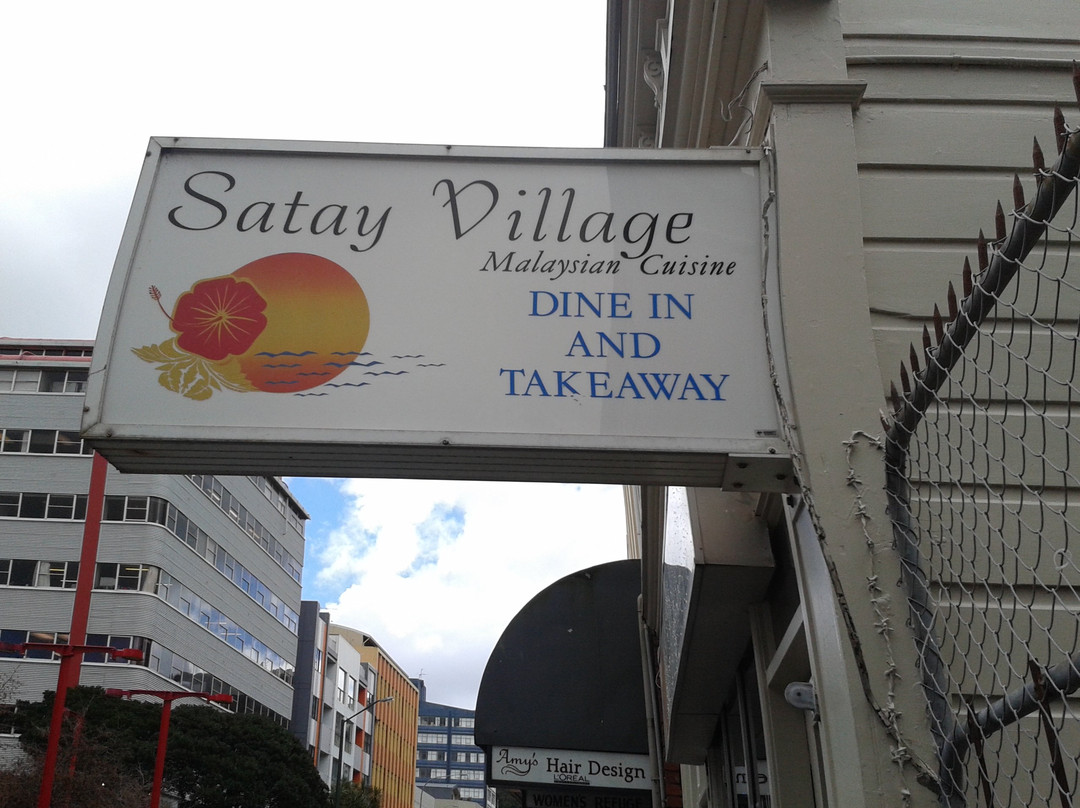 Satay Village
Malaysian Cuisine
DINE IN
AND
TAKEAWAY
Amy's Hair Design
L'OREAL